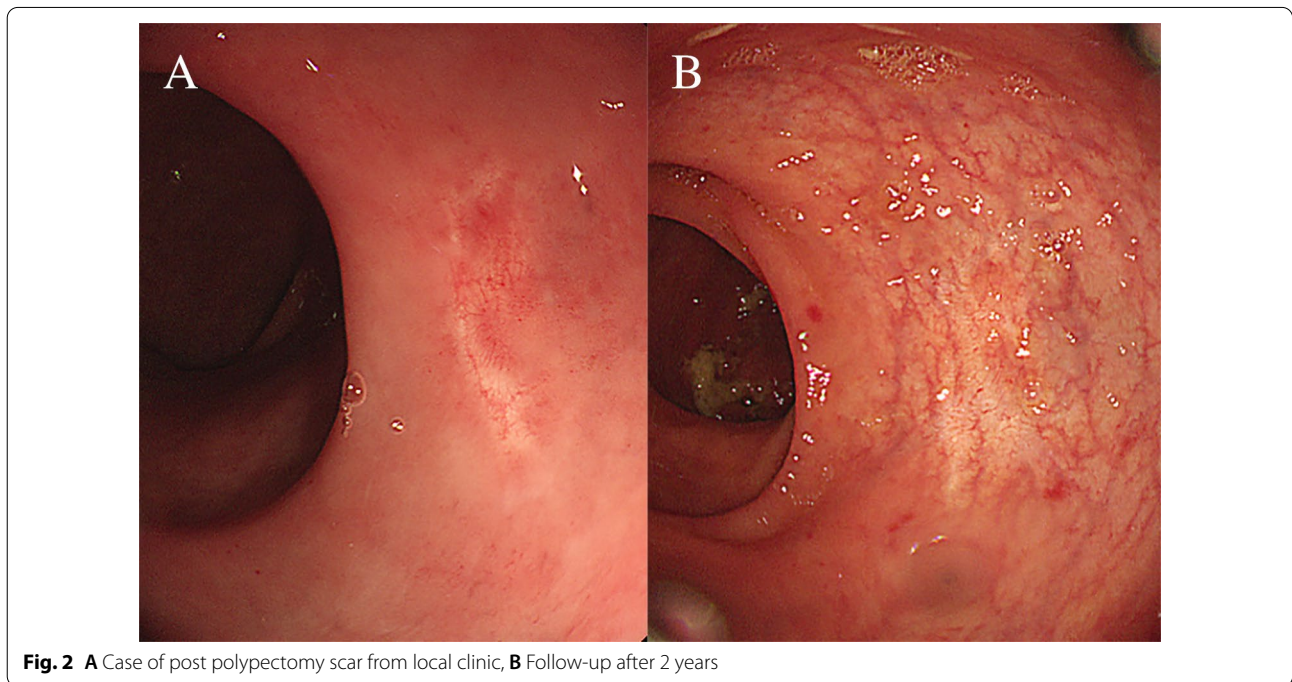 A
B
Fig. 2 A Case of post polypectomy scar from local clinic, B Follow-up after 2 years